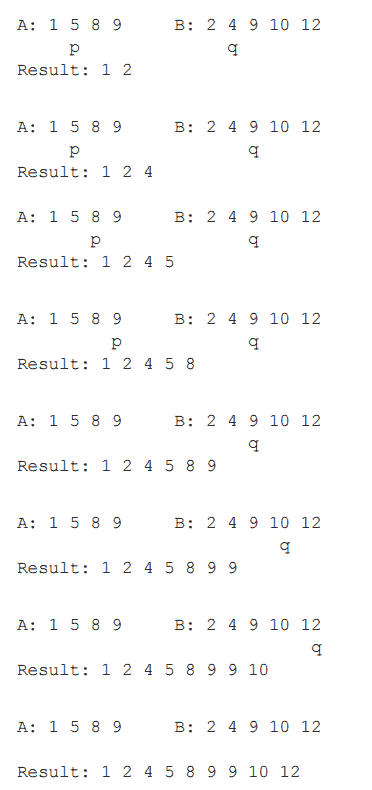 A: 1 5 8 9     B: 2 4 9 10 12
     p              q
Result: 1 2
A: 1 5 8 9     B: 2 4 9 10 12
     p                q
Result: 1 2 4
A: 1 5 8 9     B: 2 4 9 10 12
       p              q
Result: 1 2 4 5
A: 1 5 8 9     B: 2 4 9 10 12
         p            q
Result: 1 2 4 5 8
A: 1 5 8 9     B: 2 4 9 10 12
                      q
Result: 1 2 4 5 8 9
A: 1 5 8 9     B: 2 4 9 10 12
                         q
Result: 1 2 4 5 8 9 9
A: 1 5 8 9     B: 2 4 9 10 12
                            q
Result: 1 2 4 5 8 9 9 10
A: 1 5 8 9     B: 2 4 9 10 12
Result: 1 2 4 5 8 9 9 10 12